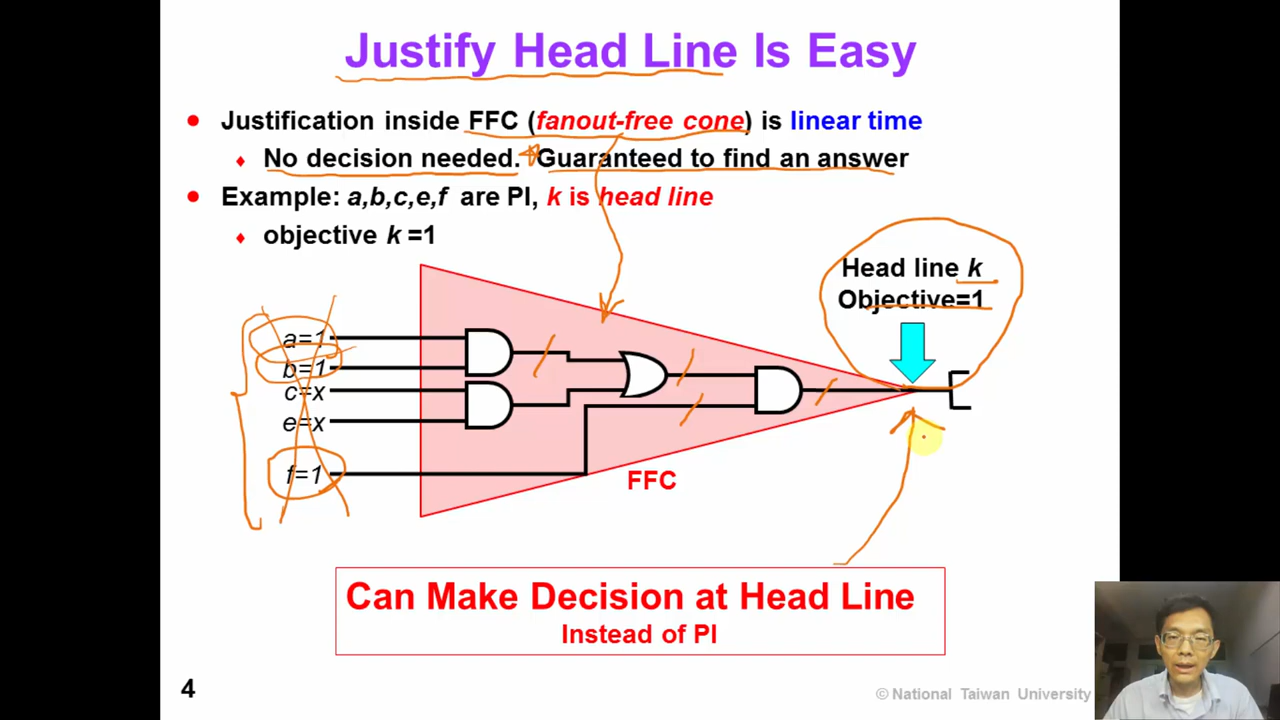 Justify Head Line Is Easy
Justification inside FFC (fanout-free cone) is linear time
No decision needed. Guaranteed to find an answer
Example: a,b,c,e,f are PI, k is head line
objective k =1
Head line k
Objective=1
a=1
b=1
c=x
e=x
f=1
FFC
Can Make Decision at Head Line
Instead of PI
4
© National Taiwan University